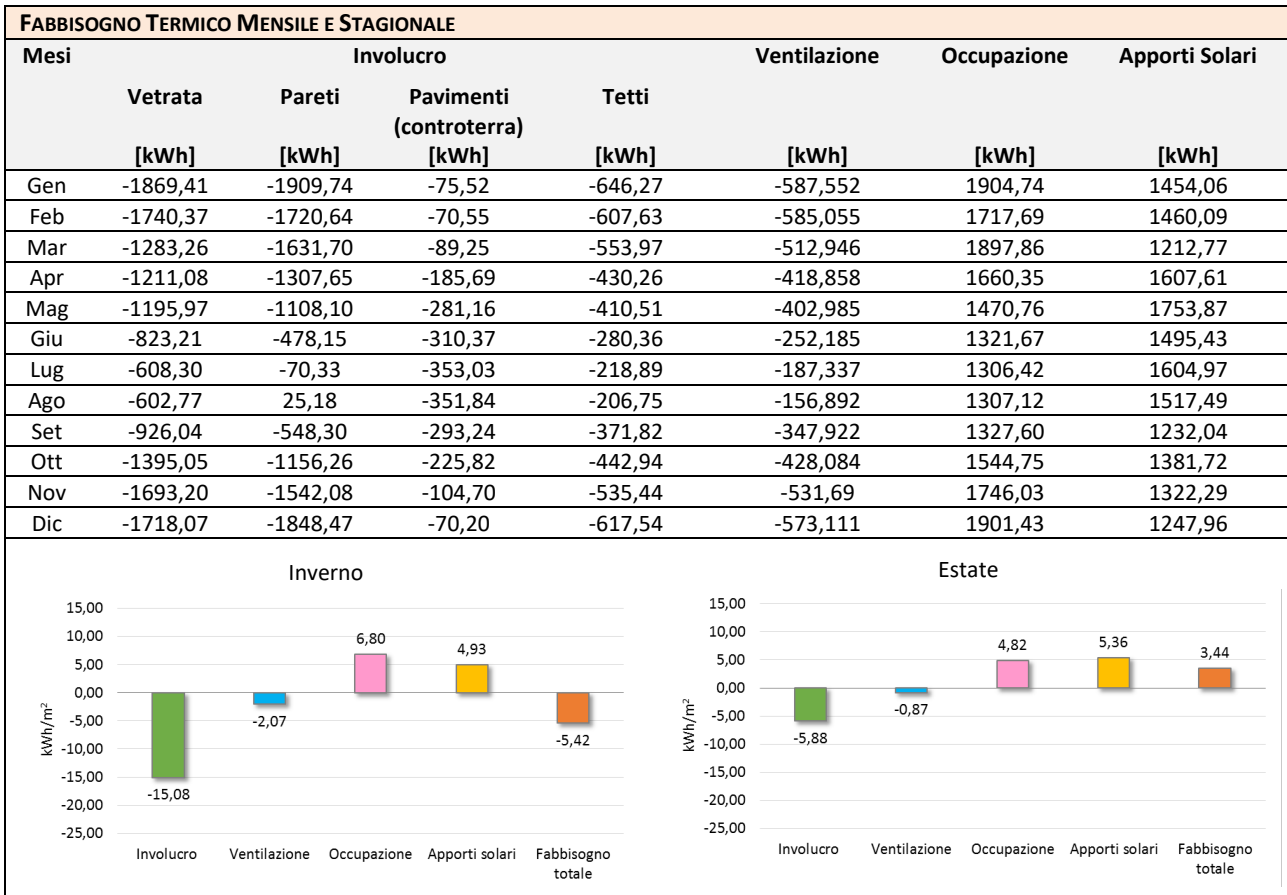 FABBISOGNO TERMICO MENSILE E STAGIONALE
Mesi Involucro Ventilazione Occupazione Apporti Solari
Vetrata Pareti Pavimenti (controterra) Tetti
[kWh] [kWh] [kWh] [kWh] [kWh] [kWh] [kWh]
Gen -1869,41 -1909,74 -75,52 -646,27 -587,552 1904,74 1454,06
Feb -1740,37 -1720,64 -70,55 -607,63 -585,055 1717,69 1460,09
Mar -1283,26 -1631,70 -89,25 -553,97 -512,946 1897,86 1212,77
Apr -1211,08 -1307,65 -185,69 -430,26 -418,858 1660,35 1607,61
Mag -1195,97 -1108,10 -281,16 -410,51 -402,985 1470,76 1753,87
Giu -823,21 -478,15 -310,37 -280,36 -252,185 1321,67 1495,43
Lug -608,30 -70,33 -353,03 -218,89 -187,337 1306,42 1604,97
Ago -602,77 25,18 -351,84 -206,75 -156,892 1307,12 1517,49
Set -926,04 -548,30 -293,24 -371,82 -347,922 1327,60 1232,04
Ott -1395,05 -1156,26 -225,82 -442,94 -428,084 1544,75 1381,72
Nov -1693,20 -1542,08 -104,70 -535,44 -531,69 1746,03 1322,29
Dic -1718,07 -1848,47 -70,20 -617,54 -573,111 1901,43 1247,96
Inverno
kWh/m²
15,00
10,00
5,00
0,00
-5,00
-10,00
-15,00
-20,00
-25,00
-15,08
-2,07
6,80
4,93
-5,42
Involucro Ventilazione Occupazione Apporti solari Fabbisogno
totale
Estate
kWh/m²
15,00
10,00
5,00
0,00
-5,00
-10,00
-15,00
-20,00
-25,00
-5,88
-0,87
4,82
5,36
3,44
Involucro Ventilazione Occupazione Apporti solari Fabbisogno
totale